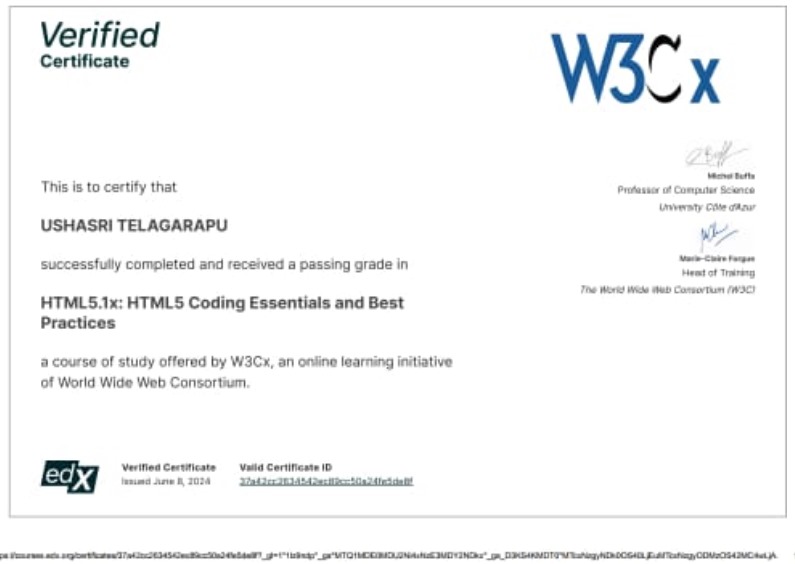 Verified
Certificate
W3Cx
This is to certify that
USHASRI TELAGARAPU
successfully completed and received a passing grade in
HTML5.1x: HTML5 Coding Essentials and Best
Practices
a course of study offered by W3Cx, an online learning initiative
of World Wide Web Consortium.
Michel Buffa
Professor of Computer Science
University Côte d'Azur
Marie-Claire Forgue
Head of Training
The World Wide Web Consortium (W3C)
edX
Verified Certificate
Issued June 8, 2024
Valid Certificate ID
37a42cc2634542ec89cc50a24fe5de8f